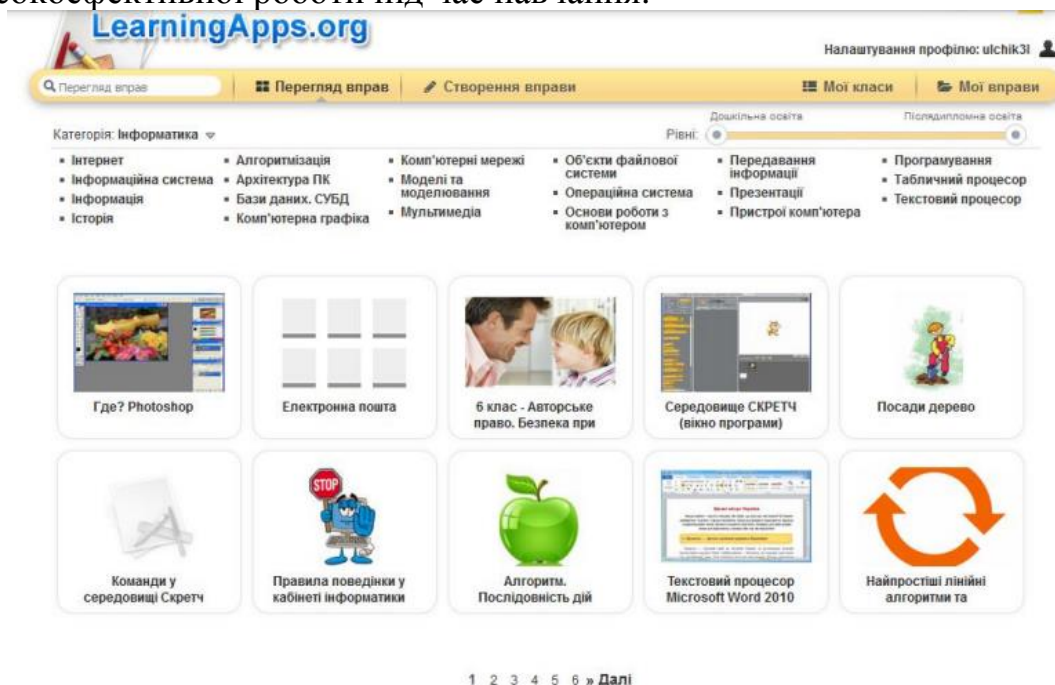 LearningApps.org
Налаштування профілю: ulchik3l
Перегляд вправ
Перегляд вправ
Створення вправи
Мої класи
Мої вправи
Категорія: Інформатика
Рівні:
Дошкільна освіта
Післядипломна освіта
Інтернет
Інформаційна система
Інформація
Історія
Алгоритмізація
Архітектура ПК
Бази даних. СУБД
Комп'ютерна графіка
Комп'ютерні мережі
Моделі та
моделювання
Мультимедіа
Об'єкти файлової
системи
Операційна система
Основи роботи з
комп'ютером
Передавання
інформації
Презентації
Пристрої комп'ютера
Програмування
Табличний процесор
Текстовий процесор
Где? Photoshop
Електронна пошта
6 клас - Авторське
право. Безпека при
Середовище СКРЕТЧ
(вікно програми)
Посади дерево
STOP
Команди у
середовищі Скретч
Правила поведінки у
кабінеті інформатики
Алгоритм.
Послідовність дій
Текстовий процесор
Microsoft Word 2010
Найпростіші лінійні
алгоритми та
1 2 3 4 5 6 » Далі